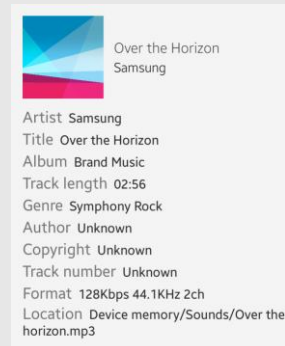 Over the Horizon
Samsung
Artist Samsung
Title Over the Horizon
Album Brand Music
Track length 02:56
Genre Symphony Rock
Author Unknown
Copyright Unknown
Track number Unknown
Format 128Kbps 44.1KHz 2ch
Location Device memory/Sounds/Over the
horizon.mp3